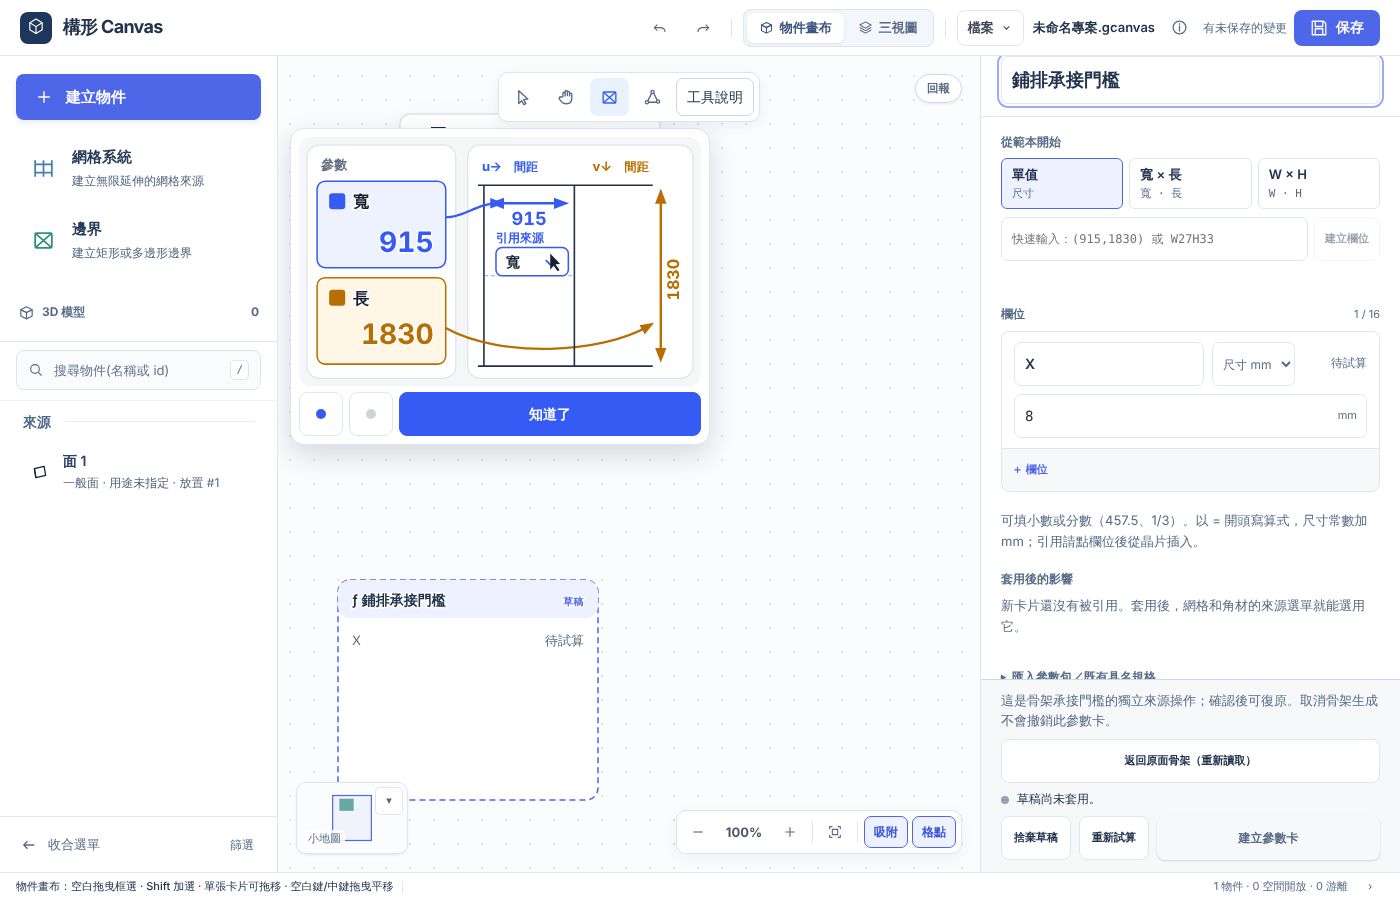 構形 Canvas
物件畫布
三視圖
檔案
未命名專案.gcanvas
有未保存的變更
保存
建立物件
網格系統
建立無限延伸的網格來源
邊界
建立矩形或多邊形邊界
3D 模型
0
搜尋物件(名稱或 id)
/
來源
面 1
一般面 · 用途未指定 · 放置 #1
收合選單
篩選
工具說明
回報
參數
寬
915
長
1830
u→ 間距
v↓ 間距
915
引用來源
寬
1830
知道了
ƒ 鋪排承接門檻
草稿
X
待試算
小地圖
100%
吸附
格點
鋪排承接門檻
從範本開始
單值
尺寸
寬 × 長
寬 · 長
W × H
W · H
快速輸入：(915,1830) 或 W27H33
建立欄位
欄位
1 / 16
X
尺寸 mm
待試算
8
mm
+ 欄位
可填小數或分數（457.5、1/3）。以 = 開頭寫算式，尺寸常數加
mm；引用請點欄位後從晶片插入。
套用後的影響
新卡片還沒有被引用。套用後，網格和角材的來源選單就能選用
它。
匯入參數包／既有具名規格
這是骨架承接門檻的獨立來源操作；確認後可復原。取消骨架生成
不會撤銷此參數卡。
返回原面骨架（重新讀取）
草稿尚未套用。
捨棄草稿
重新試算
建立參數卡
物件畫布：空白拖曳框選 · Shift 加選 · 單張卡片可拖移 · 空白鍵/中鍵拖曳平移
1 物件 · 0 空間開放 · 0 游離